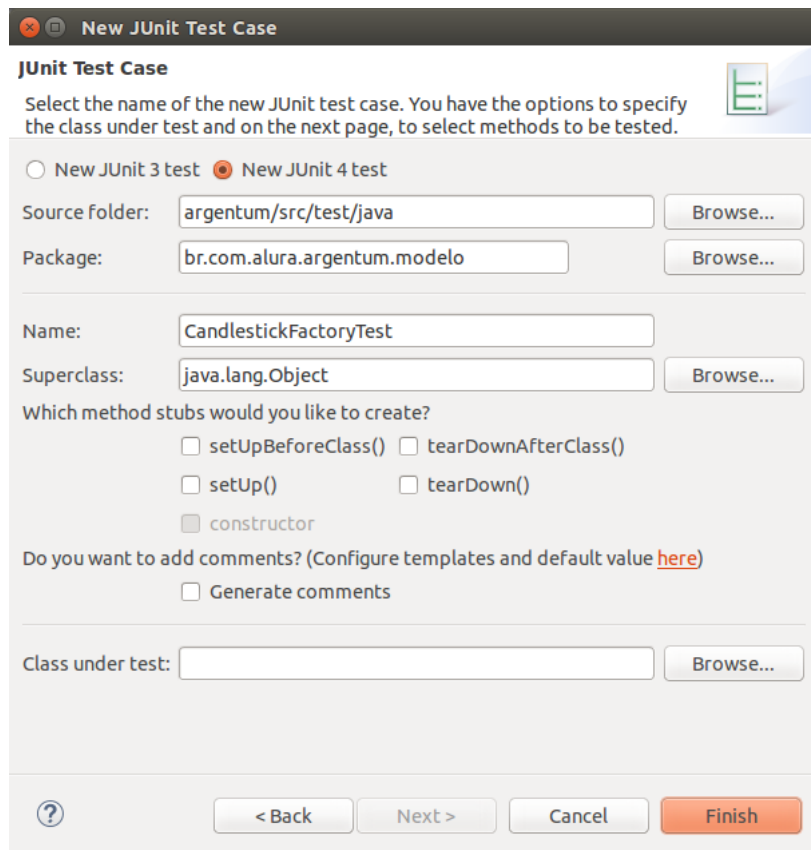 New JUnit Test Case
JUnit Test Case
Select the name of the new JUnit test case. You have the options to specify
the class under test and on the next page, to select methods to be tested.
New JUnit 3 test New JUnit 4 test
Source folder: argentum/src/test/java Browse...
Package: br.com.alura.argentum.modelo Browse...
Name: CandlestickFactoryTest
Superclass: java.lang.Object Browse...
Which method stubs would you like to create?
setUpBeforeClass() tearDownAfterClass()
setUp() tearDown()
constructor
Do you want to add comments? (Configure templates and default value here)
Generate comments
Class under test: Browse...
? < Back Next > Cancel Finish